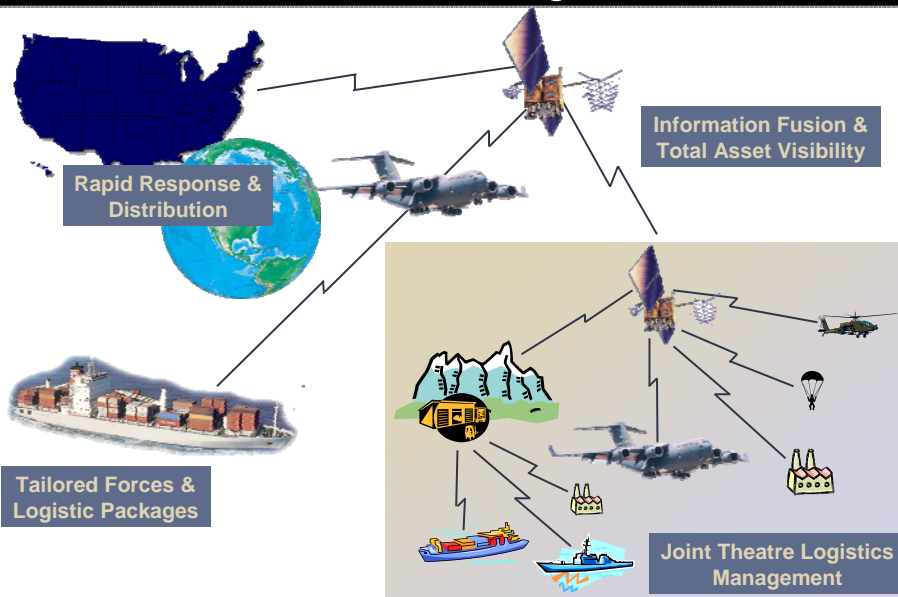 Information Fusion &
Total Asset Visibility
Rapid Response &
Distribution
Tailored Forces &
Logistic Packages
Joint Theatre Logistics
Management